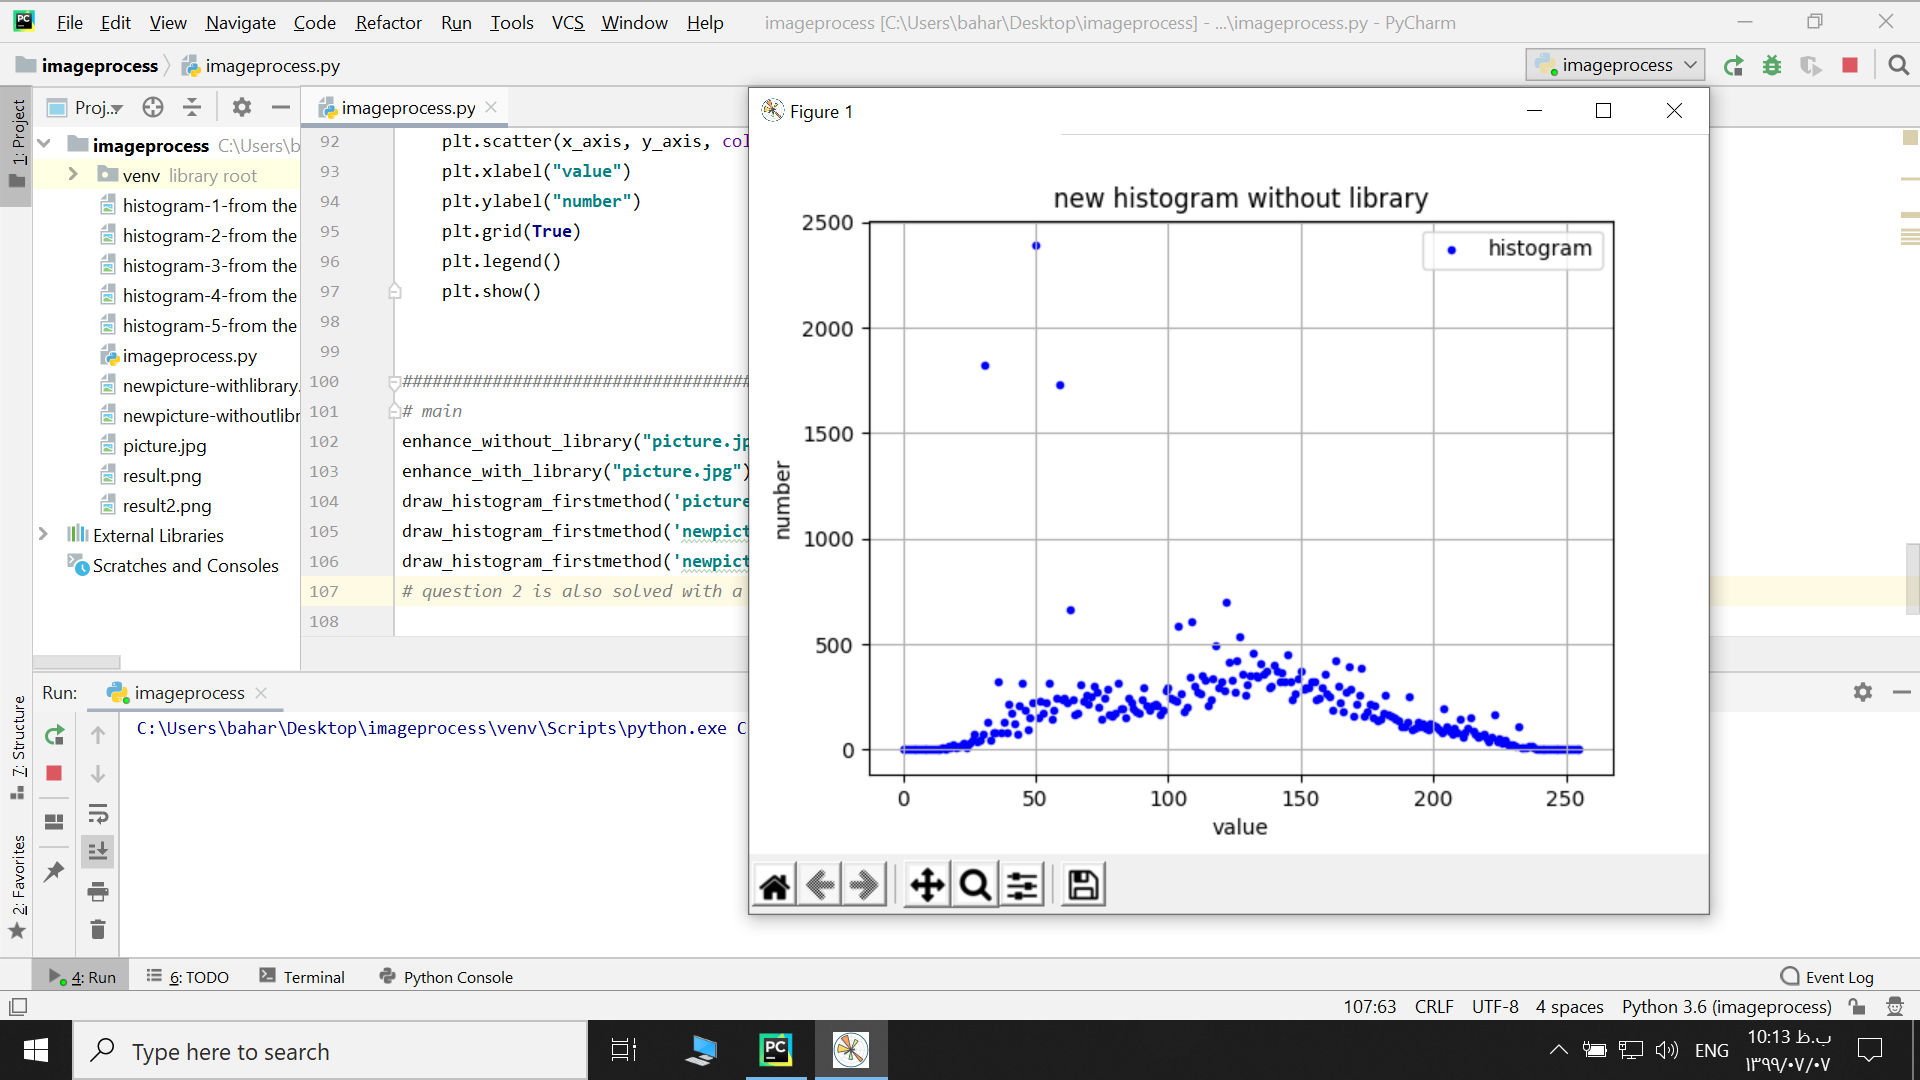 File Edit View Navigate Code Refactor Run Tools VCS Window Help imageprocess [C:\Users\bahar\Desktop\imageprocess] - ...\imageprocess.py - PyCharm
imageprocess imageprocess.py imageprocess
1: Project
Proj... imageprocess.py
imageprocess C:\Users\b
venv library root
histogram-1-from the
histogram-2-from the
histogram-3-from the
histogram-4-from the
histogram-5-from the
imageprocess.py
newpicture-withlibrary.
newpicture-withoutlibr
picture.jpg
result.png
result2.png
External Libraries
Scratches and Consoles
92 plt.scatter(x_axis, y_axis, col
93 plt.xlabel("value")
94 plt.ylabel("number")
95 plt.grid(True)
96 plt.legend()
97 plt.show()
98
99
100 ###################################
101 # main
102 enhance_without_library("picture.jp
103 enhance_with_library("picture.jpg")
104 draw_histogram_firstmethod('picture
105 draw_histogram_firstmethod('newpict
106 draw_histogram_firstmethod('newpict
107 # question 2 is also solved with a
108
Figure 1
new histogram without library
histogram
2500
2000
1500
1000
500
0
number
0 50 100 150 200 250
value
Run: imageprocess
C:\Users\bahar\Desktop\imageprocess\venv\Scripts\python.exe C
7: Structure
2: Favorites
4: Run 6: TODO Terminal Python Console Event Log
107:63 CRLF UTF-8 4 spaces Python 3.6 (imageprocess)
PC
Type here to search
PC
ENG
10:13 ب.ظ
۱۳۹۹/۰۷/۰۷